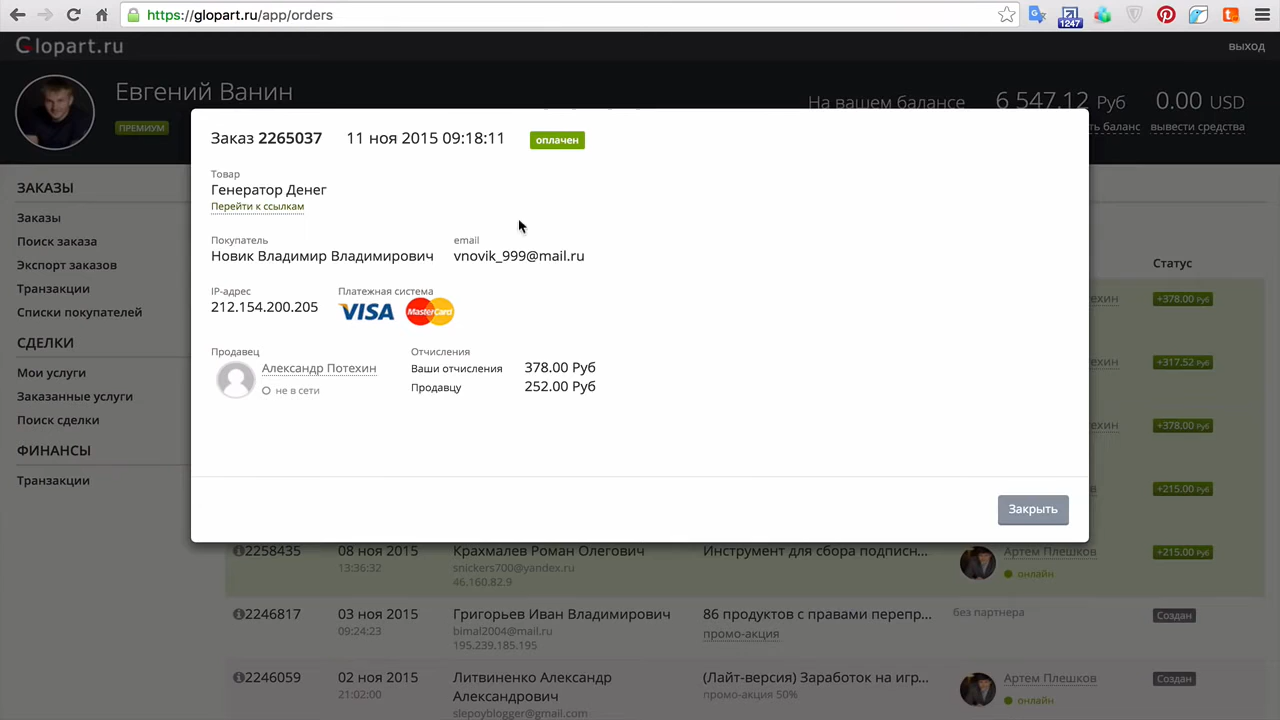 https://glopart.ru/app/orders
1247
Glopart.ru
выход
Евгений Ванин
ПРЕМИУМ
На вашем балансе 6 547.12 Руб 0.00 USD
ть баланс вывести средства
Заказ 2265037 11 ноя 2015 09:18:11 оплачен
Товар
Генератор Денег
Перейти к ссылкам
Покупатель email
Новик Владимир Владимирович vnovik_999@mail.ru
IP-адрес Платежная система
212.154.200.205 VISA MasterCard
Продавец Отчисления
Александр Потехин Ваши отчисления 378.00 Руб
не в сети Продавцу 252.00 Руб
Закрыть
ЗАКАЗЫ
Заказы
Поиск заказа
Экспорт заказов
Транзакции
Списки покупателей
СДЕЛКИ
Мои услуги
Заказанные услуги
Поиск сделки
ФИНАНСЫ
Транзакции
Статус
ехин +378.00 Руб
ехин +317.52 Руб
ехин +378.00 Руб
в +215.00 Руб
2258435 08 ноя 2015 Крахмалев Роман Олегович Инструмент для сбора подписн... Артем Плешков +215.00 Руб
13:36:32 snickers700@yandex.ru онлайн
46.160.82.9
2246817 03 ноя 2015 Григорьев Иван Владимирович 86 продуктов с правами перепр... без партнера Создан
09:24:23 bimal2004@mail.ru промо-акция
195.239.185.195
2246059 02 ноя 2015 Литвиненко Александр (Лайт-версия) Заработок на игр... Артем Плешков Создан
21:02:00 Александрович промо-акция 50% онлайн
slepoyblogger@gmail.com